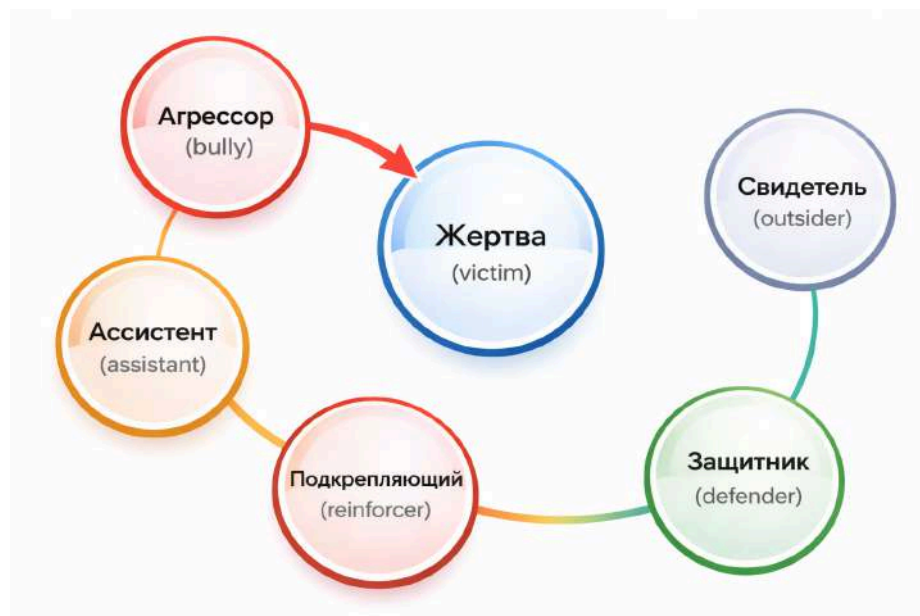 Агрессор
(bully)
Жертва
(victim)
Свидетель
(outsider)
Ассистент
(assistant)
Подкрепляющий
(reinforcer)
Защитник
(defender)